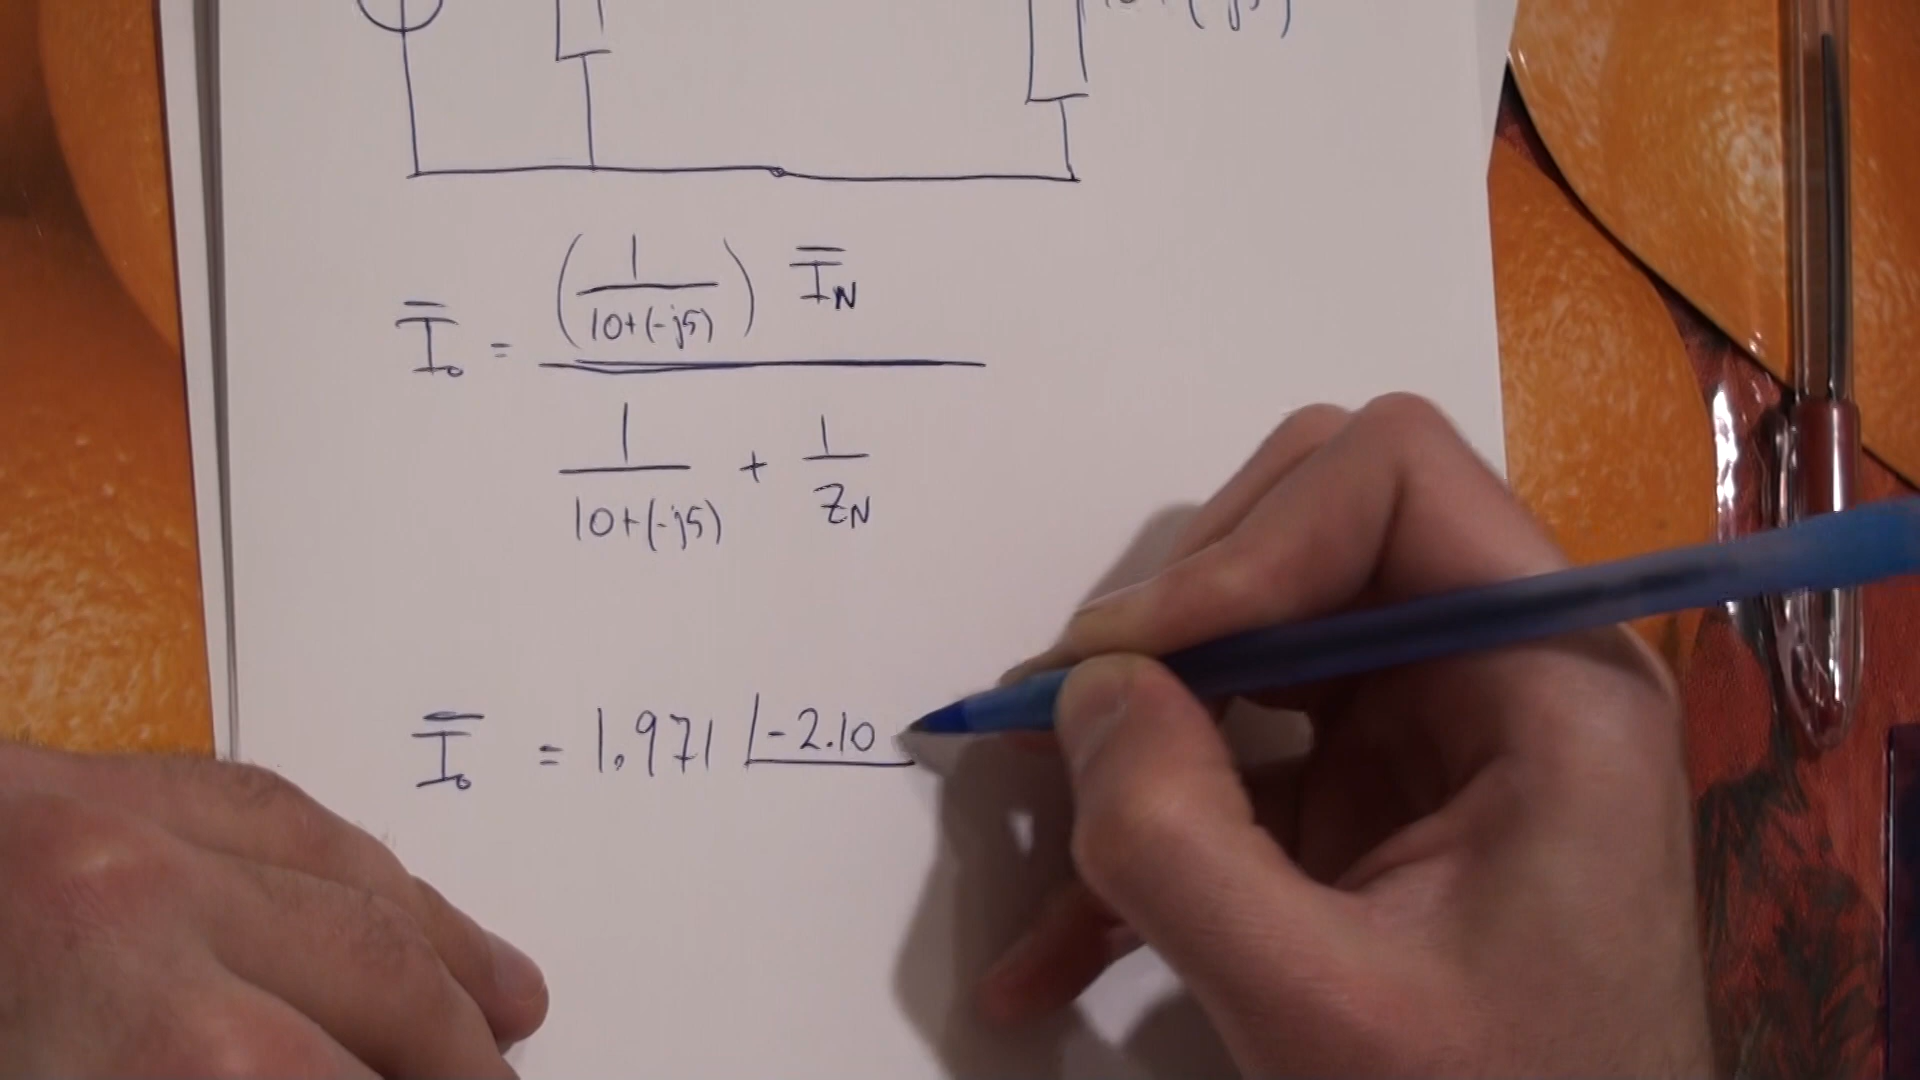 10+(-j5)
(1/10+(-j5)) I̅N
I̅o =
1/10+(-j5) + 1/ZN
I̅o = 1.971 ∠-2.10